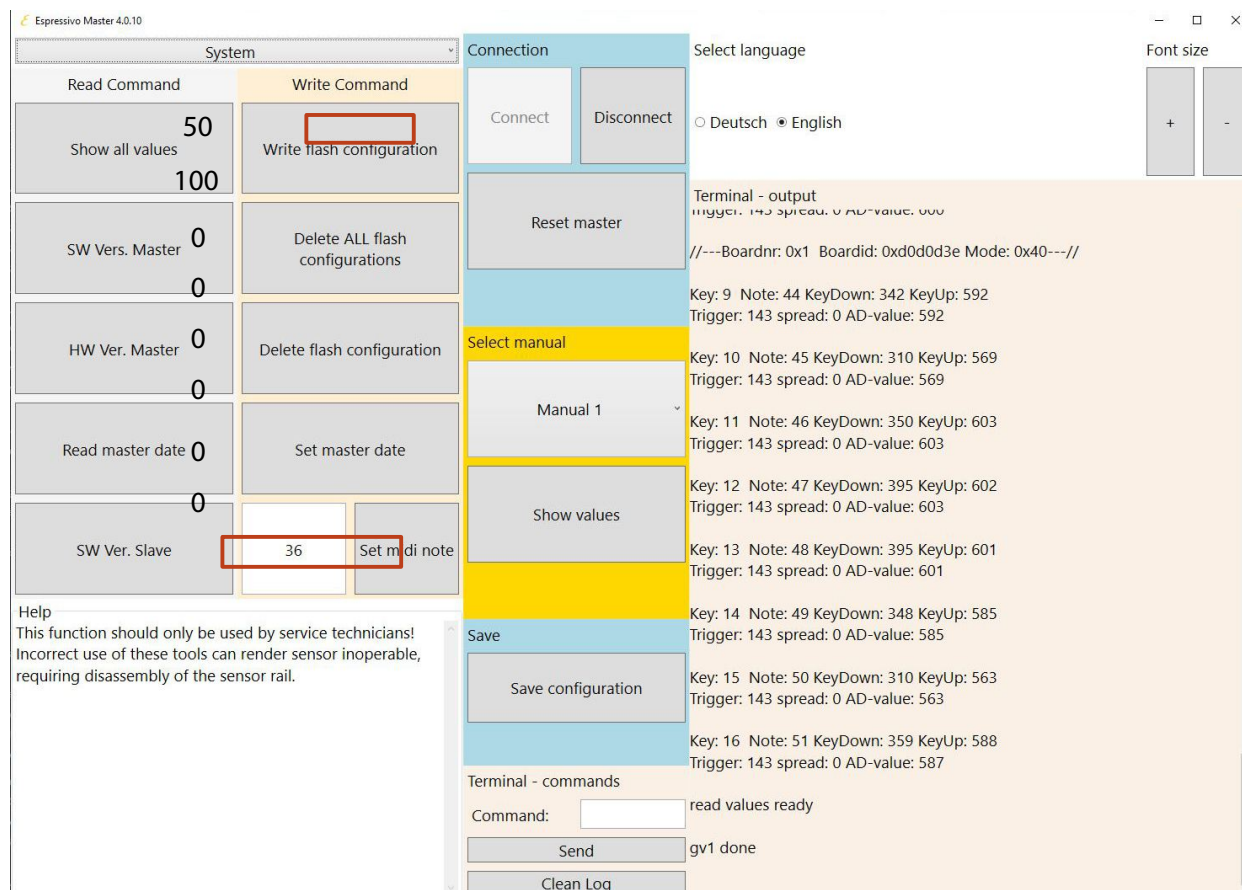 Espressivo Master 4.0.10
System
Read Command
Write Command
50
Show all values
100
Write flash configuration
SW Vers. Master
0
Delete ALL flash
configurations
0
HW Ver. Master
0
Delete flash configuration
0
Read master date
0
Set master date
0
SW Ver. Slave
36
Set midi note
Help
This function should only be used by service technicians!
Incorrect use of these tools can render sensor inoperable,
requiring disassembly of the sensor rail.
Connection
Connect
Disconnect
Reset master
Select manual
Manual 1
Show values
Save
Save configuration
Terminal - commands
Command:
Send
Clean Log
Select language
Deutsch
English
Font size
+
-
Terminal - output
Trigger: 143 spread: 0 AD-value: 600
//---Boardnr: 0x1 Boardid: 0xd0d0d3e Mode: 0x40---//
Key: 9 Note: 44 KeyDown: 342 KeyUp: 592
Trigger: 143 spread: 0 AD-value: 592
Key: 10 Note: 45 KeyDown: 310 KeyUp: 569
Trigger: 143 spread: 0 AD-value: 569
Key: 11 Note: 46 KeyDown: 350 KeyUp: 603
Trigger: 143 spread: 0 AD-value: 603
Key: 12 Note: 47 KeyDown: 395 KeyUp: 602
Trigger: 143 spread: 0 AD-value: 603
Key: 13 Note: 48 KeyDown: 395 KeyUp: 601
Trigger: 143 spread: 0 AD-value: 601
Key: 14 Note: 49 KeyDown: 348 KeyUp: 585
Trigger: 143 spread: 0 AD-value: 585
Key: 15 Note: 50 KeyDown: 310 KeyUp: 563
Trigger: 143 spread: 0 AD-value: 563
Key: 16 Note: 51 KeyDown: 359 KeyUp: 588
Trigger: 143 spread: 0 AD-value: 587
read values ready
gv1 done